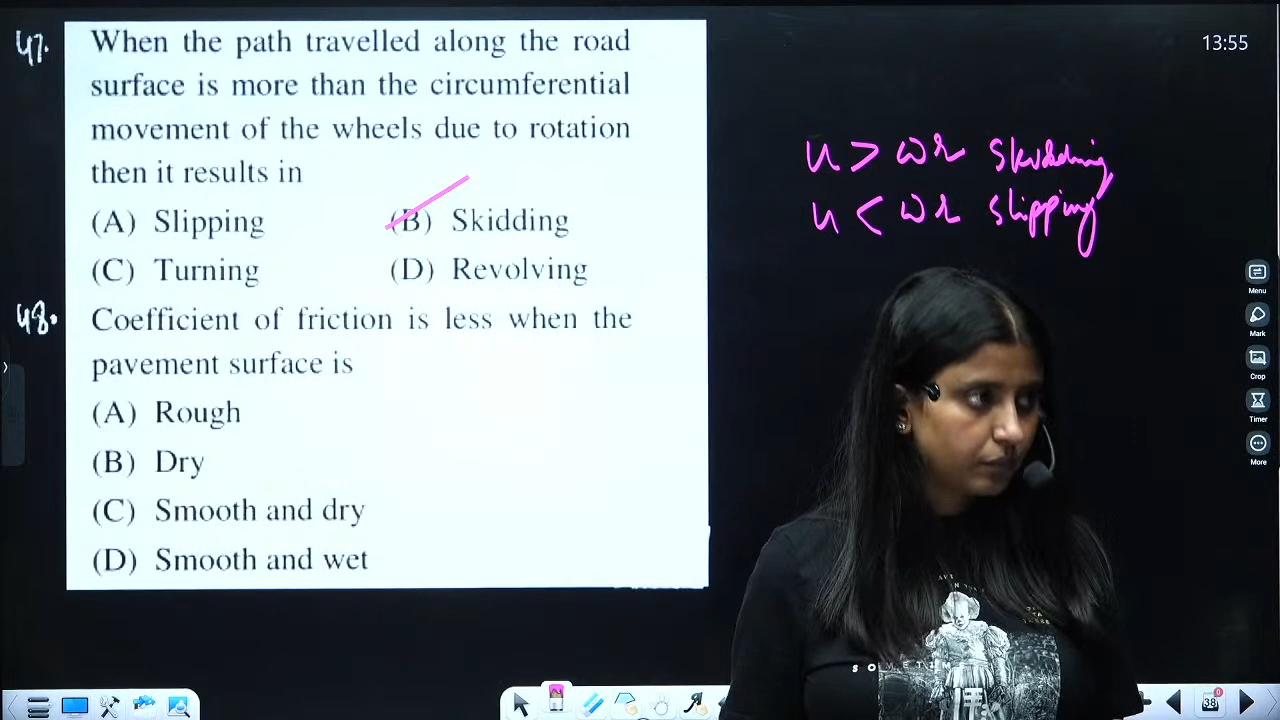 13:55
47.
When the path travelled along the road
surface is more than the circumferential
movement of the wheels due to rotation
then it results in
(A) Slipping (B) Skidding
(C) Turning (D) Revolving
48.
Coefficient of friction is less when the
pavement surface is
(A) Rough
(B) Dry
(C) Smooth and dry
(D) Smooth and wet
u > ωr skidding
u < ωr slipping
Menu
Mark
Crop
Timer
More
SOMETIME
38